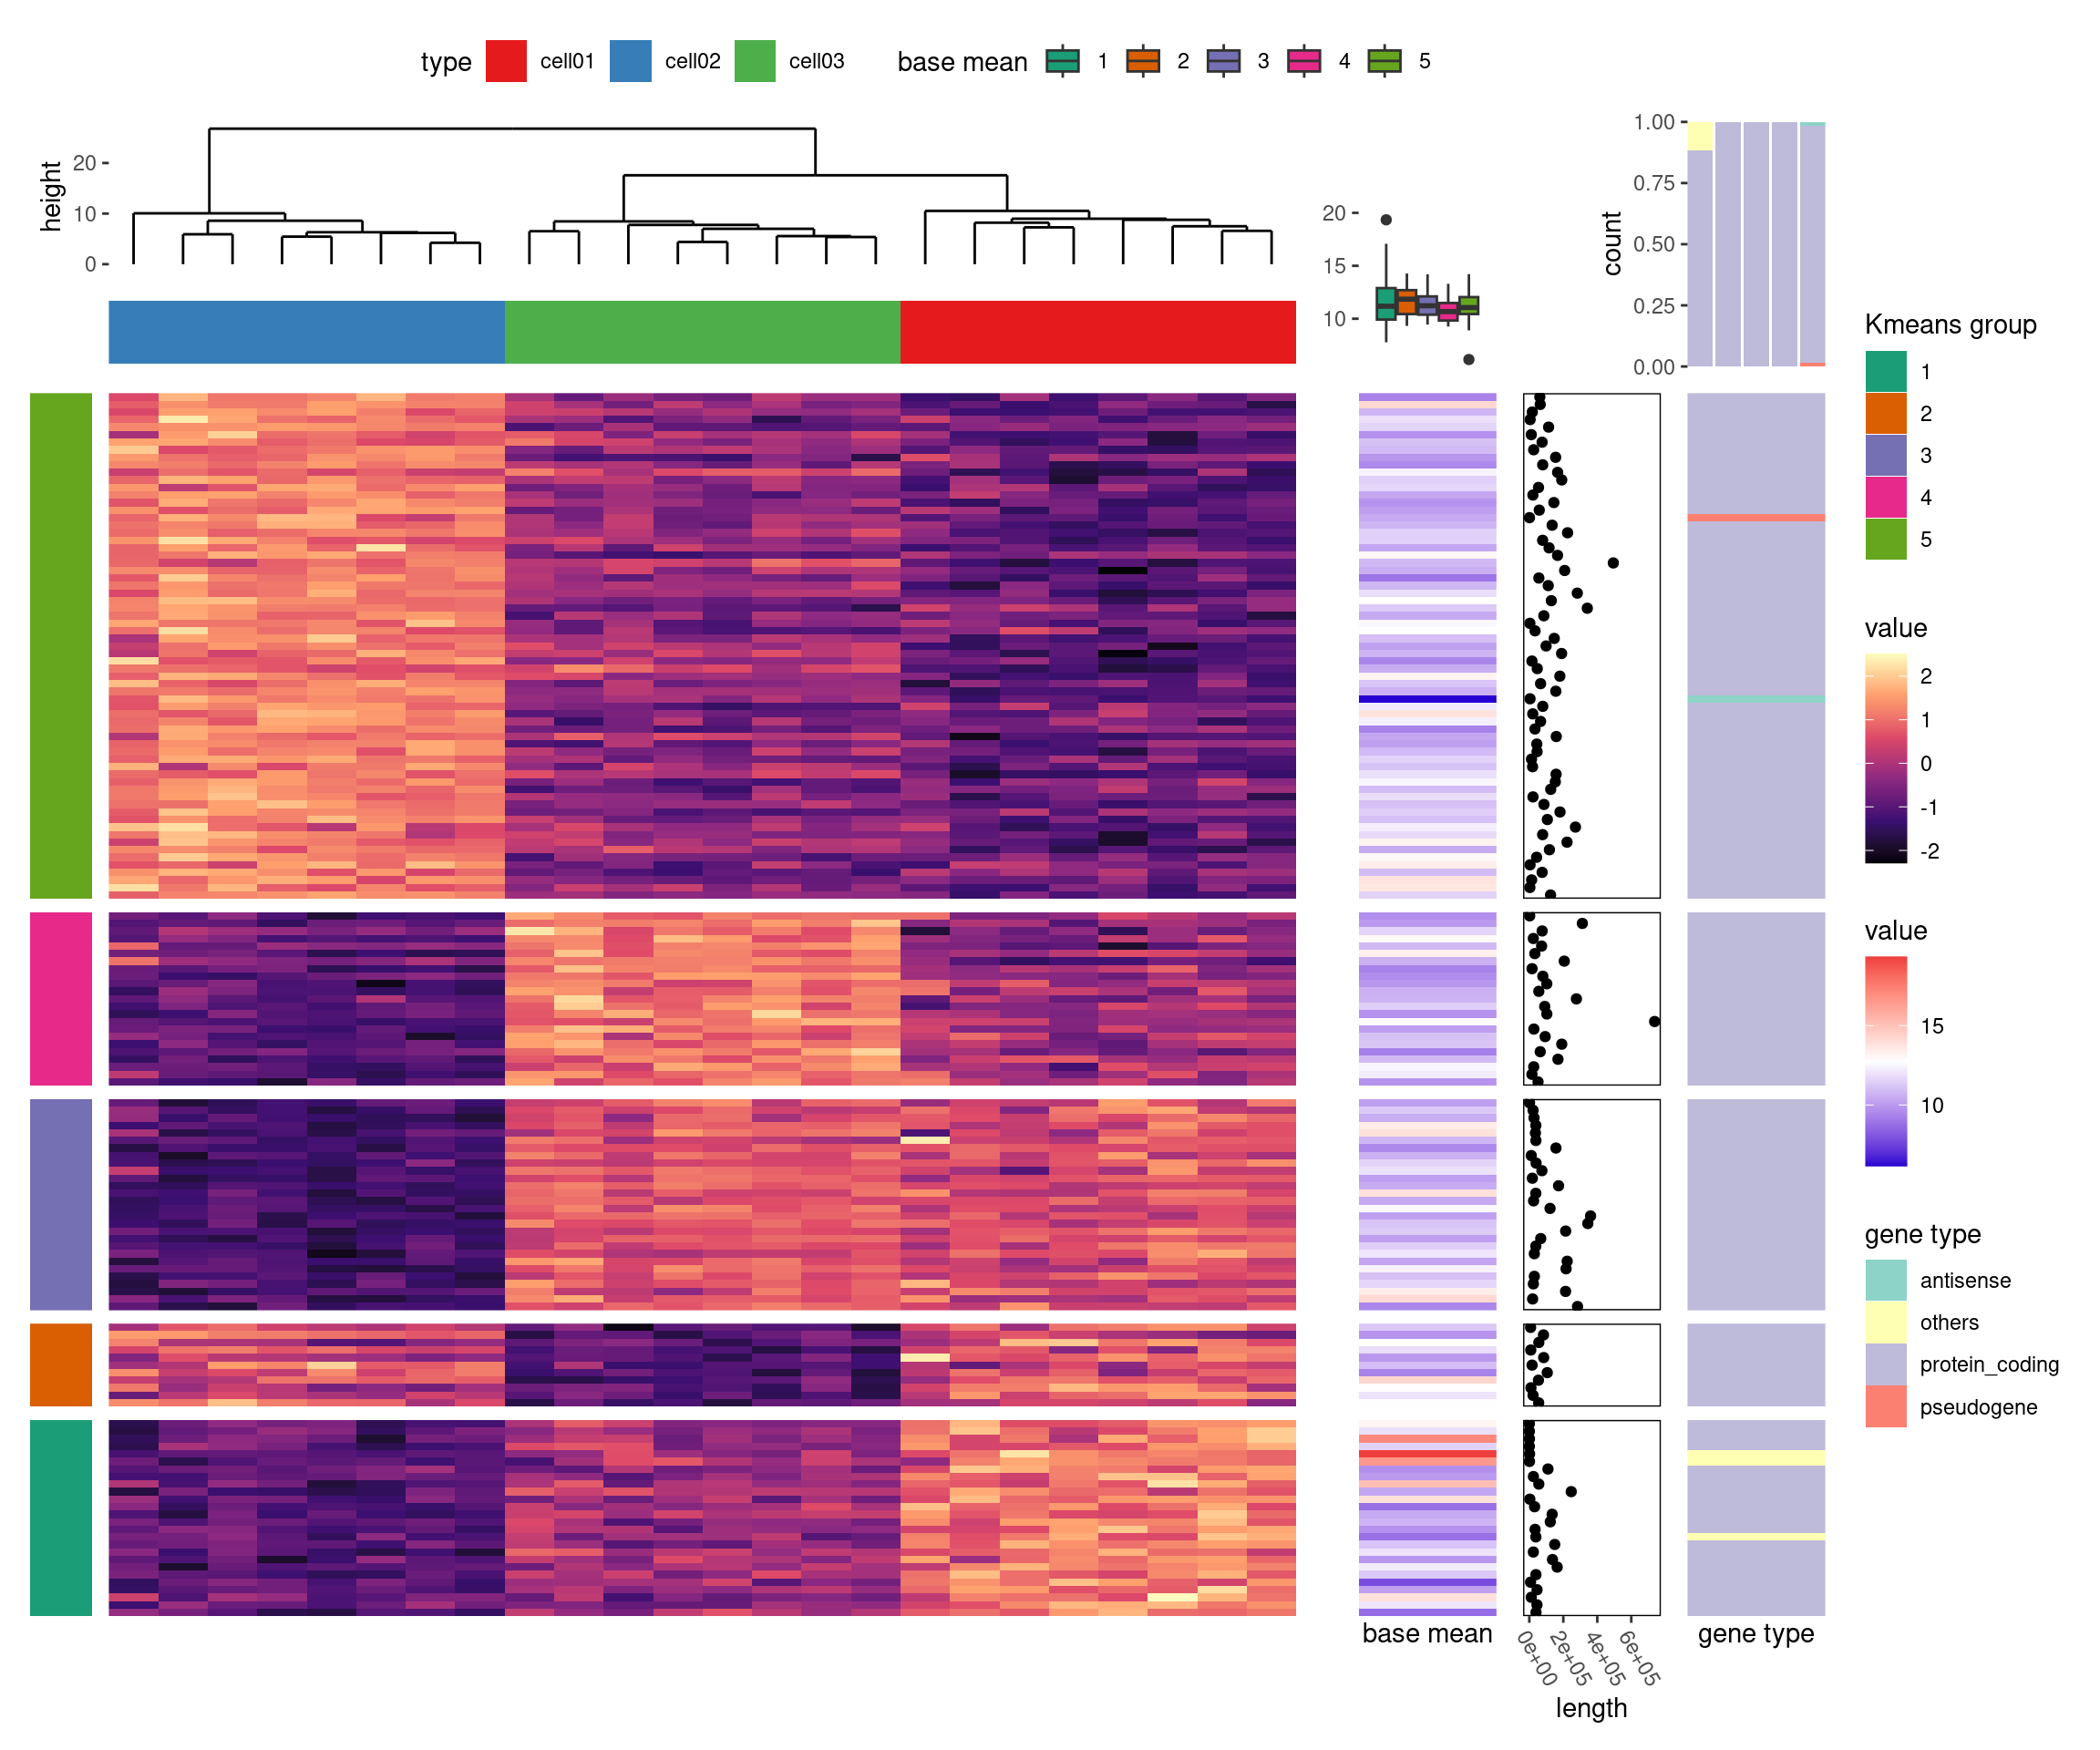 type cell01 cell02 cell03 base mean 1 2 3 4 5
height
20
10
0
20
15
10
count
1.00
0.75
0.50
0.25
0.00
Kmeans group
1
2
3
4
5
value
2
1
0
-1
-2
value
15
10
gene type
antisense
others
protein_coding
pseudogene
base mean
0e+00 2e+05 4e+05 6e+05
length
gene type